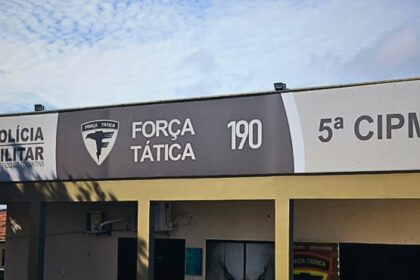 OLÍCIA
ILITAR
FORÇA TÁTICA
FORÇA
TÁTICA
190
5ª CIPM